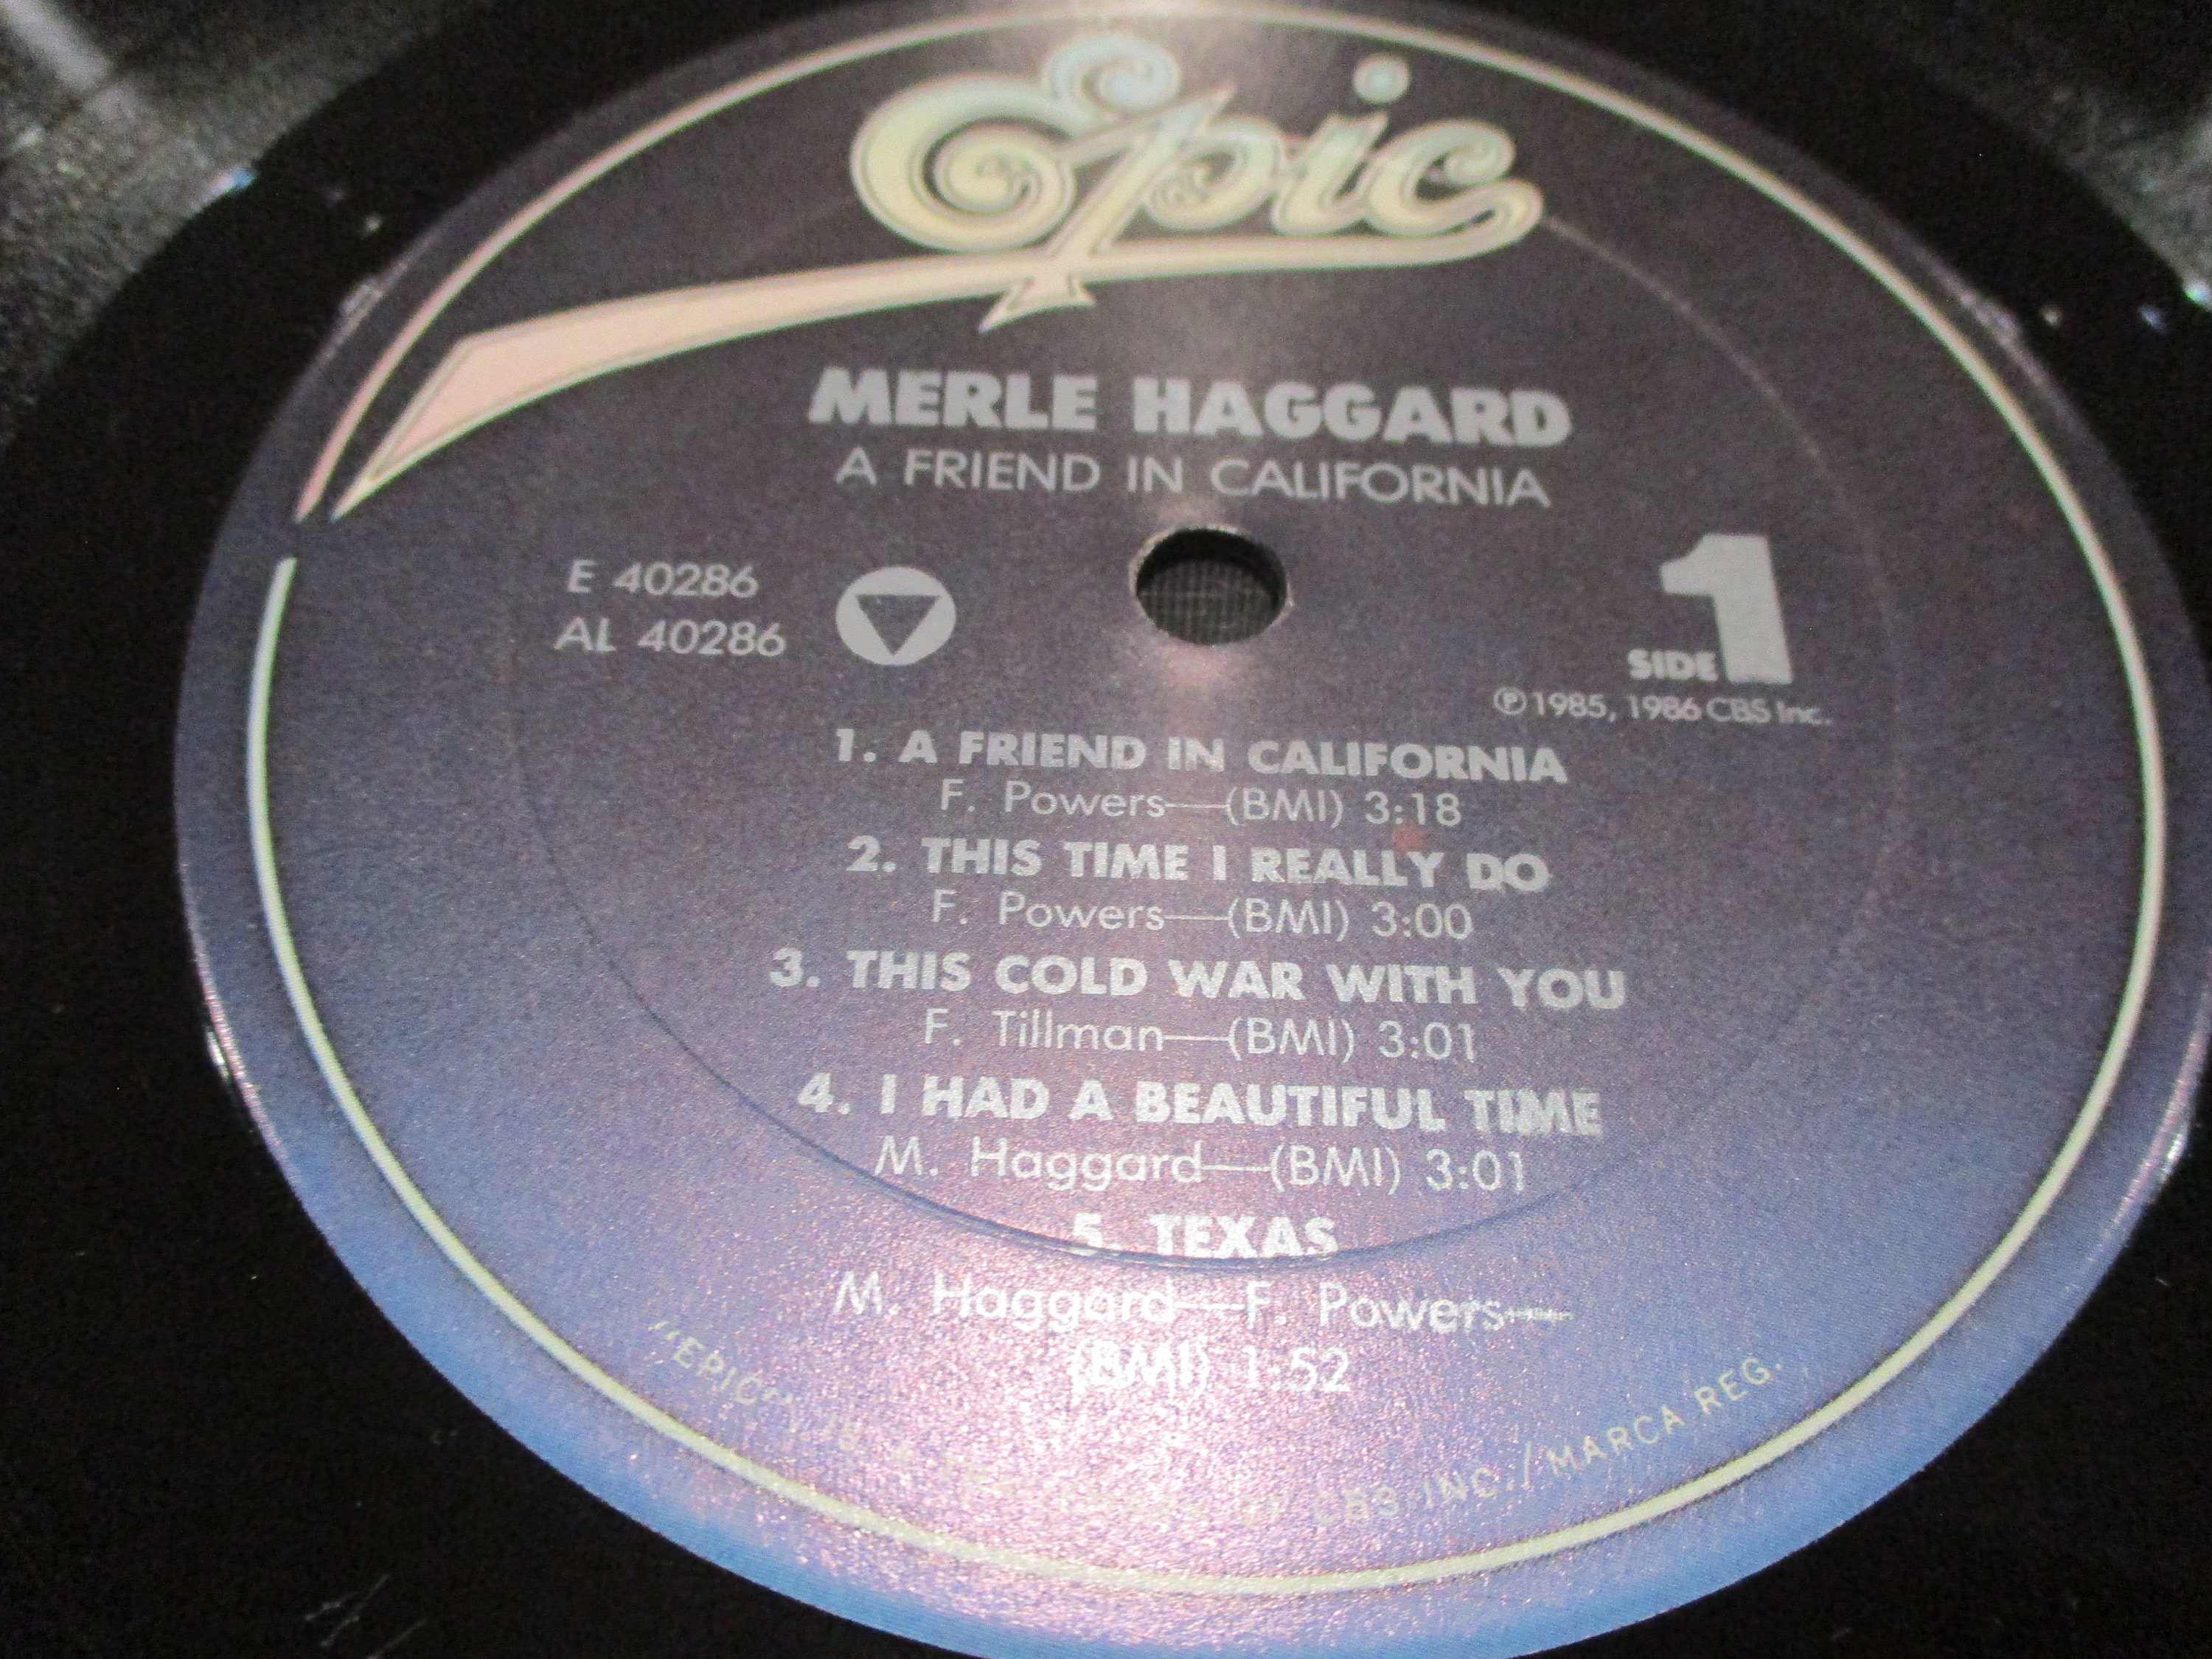 Epic
MERLE HAGGARD
A FRIEND IN CALIFORNIA
E 40286
AL 40286
SIDE 1
℗ 1985, 1986 CBS Inc.
1. A FRIEND IN CALIFORNIA
F. Powers—(BMI) 3:18
2. THIS TIME I REALLY DO
F. Powers—(BMI) 3:00
3. THIS COLD WAR WITH YOU
F. Tillman—(BMI) 3:01
4. I HAD A BEAUTIFUL TIME
M. Haggard—(BMI) 3:01
5. TEXAS
M. Haggard—F. Powers—
(BMI) 1:52
"EPIC", IS A OF CBS INC./MARCA REG.